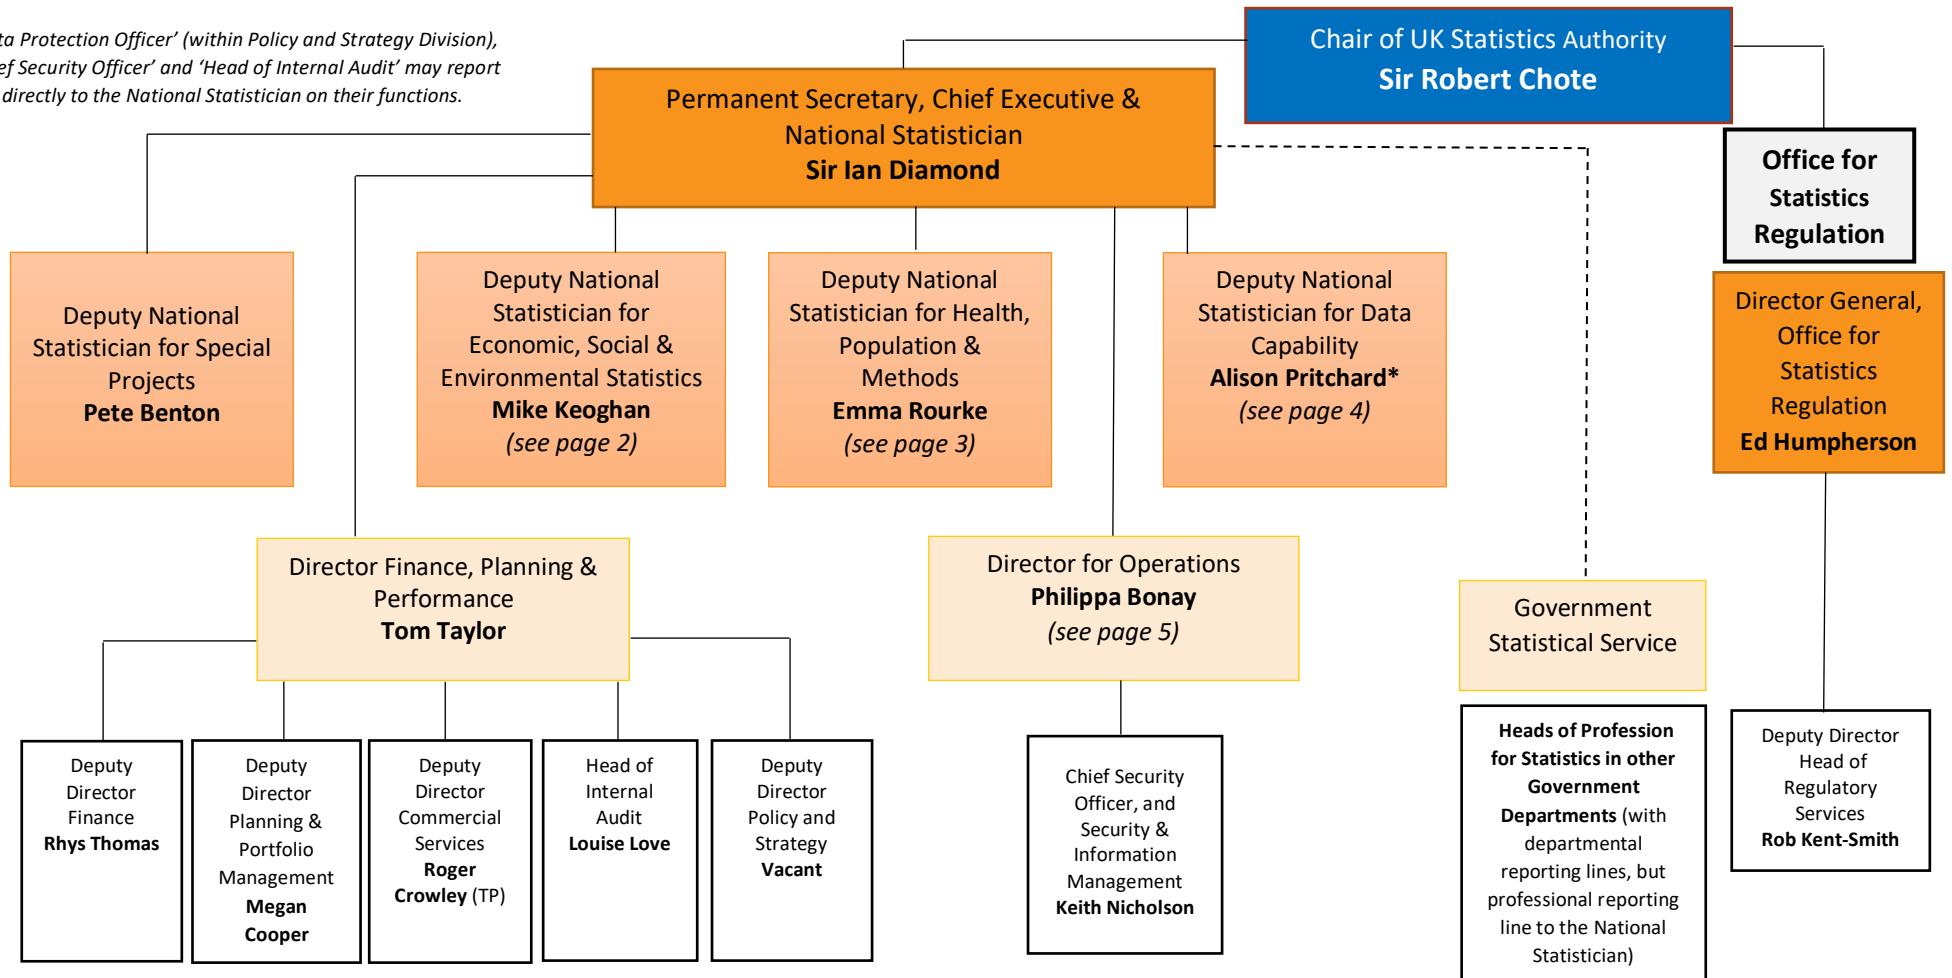 ta Protection Officer’ (within Policy and Strategy Division),
ef Security Officer’ and ‘Head of Internal Audit’ may report
directly to the National Statistician on their functions.
Chair of UK Statistics Authority
Sir Robert Chote
Permanent Secretary, Chief Executive &
National Statistician
Sir Ian Diamond
Office for
Statistics
Regulation
Deputy National
Statistician for Special
Projects
Pete Benton
Deputy National
Statistician for
Economic, Social &
Environmental Statistics
Mike Keoghan
(see page 2)
Deputy National
Statistician for Health,
Population &
Methods
Emma Rourke
(see page 3)
Deputy National
Statistician for Data
Capability
Alison Pritchard*
(see page 4)
Director General,
Office for
Statistics
Regulation
Ed Humpherson
Director Finance, Planning &
Performance
Tom Taylor
Director for Operations
Philippa Bonay
(see page 5)
Government
Statistical Service
Deputy
Director
Finance
Rhys Thomas
Deputy
Director
Planning &
Portfolio
Management
Megan
Cooper
Deputy
Director
Commercial
Services
Roger
Crowley (TP)
Head of
Internal
Audit
Louise Love
Deputy
Director
Policy and
Strategy
Vacant
Chief Security
Officer, and
Security &
Information
Management
Keith Nicholson
Heads of Profession
for Statistics in other
Government
Departments (with
departmental
reporting lines, but
professional reporting
line to the National
Statistician)
Deputy Director
Head of
Regulatory
Services
Rob Kent-Smith